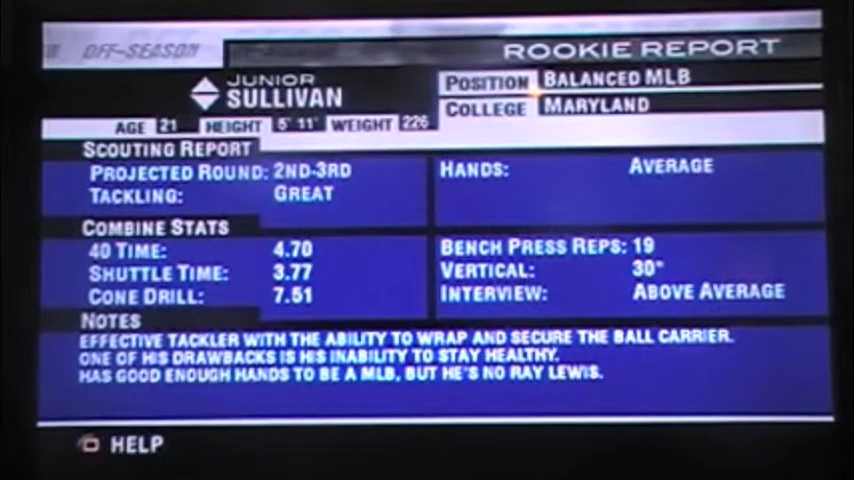 OFF-SEASON
ROOKIE REPORT
JUNIOR
SULLIVAN
POSITION BALANCED MLB
COLLEGE MARYLAND
AGE 21 HEIGHT 5' 11' WEIGHT 226
SCOUTING REPORT
PROJECTED ROUND: 2ND-3RD HANDS: AVERAGE
TACKLING: GREAT
COMBINE STATS
40 TIME: 4.70 BENCH PRESS REPS: 19
SHUTTLE TIME: 3.77 VERTICAL: 30"
CONE DRILL: 7.51 INTERVIEW: ABOVE AVERAGE
NOTES
EFFECTIVE TACKLER WITH THE ABILITY TO WRAP AND SECURE THE BALL CARRIER.
ONE OF HIS DRAWBACKS IS HIS INABILITY TO STAY HEALTHY.
HAS GOOD ENOUGH HANDS TO BE A MLB, BUT HE'S NO RAY LEWIS.
HELP